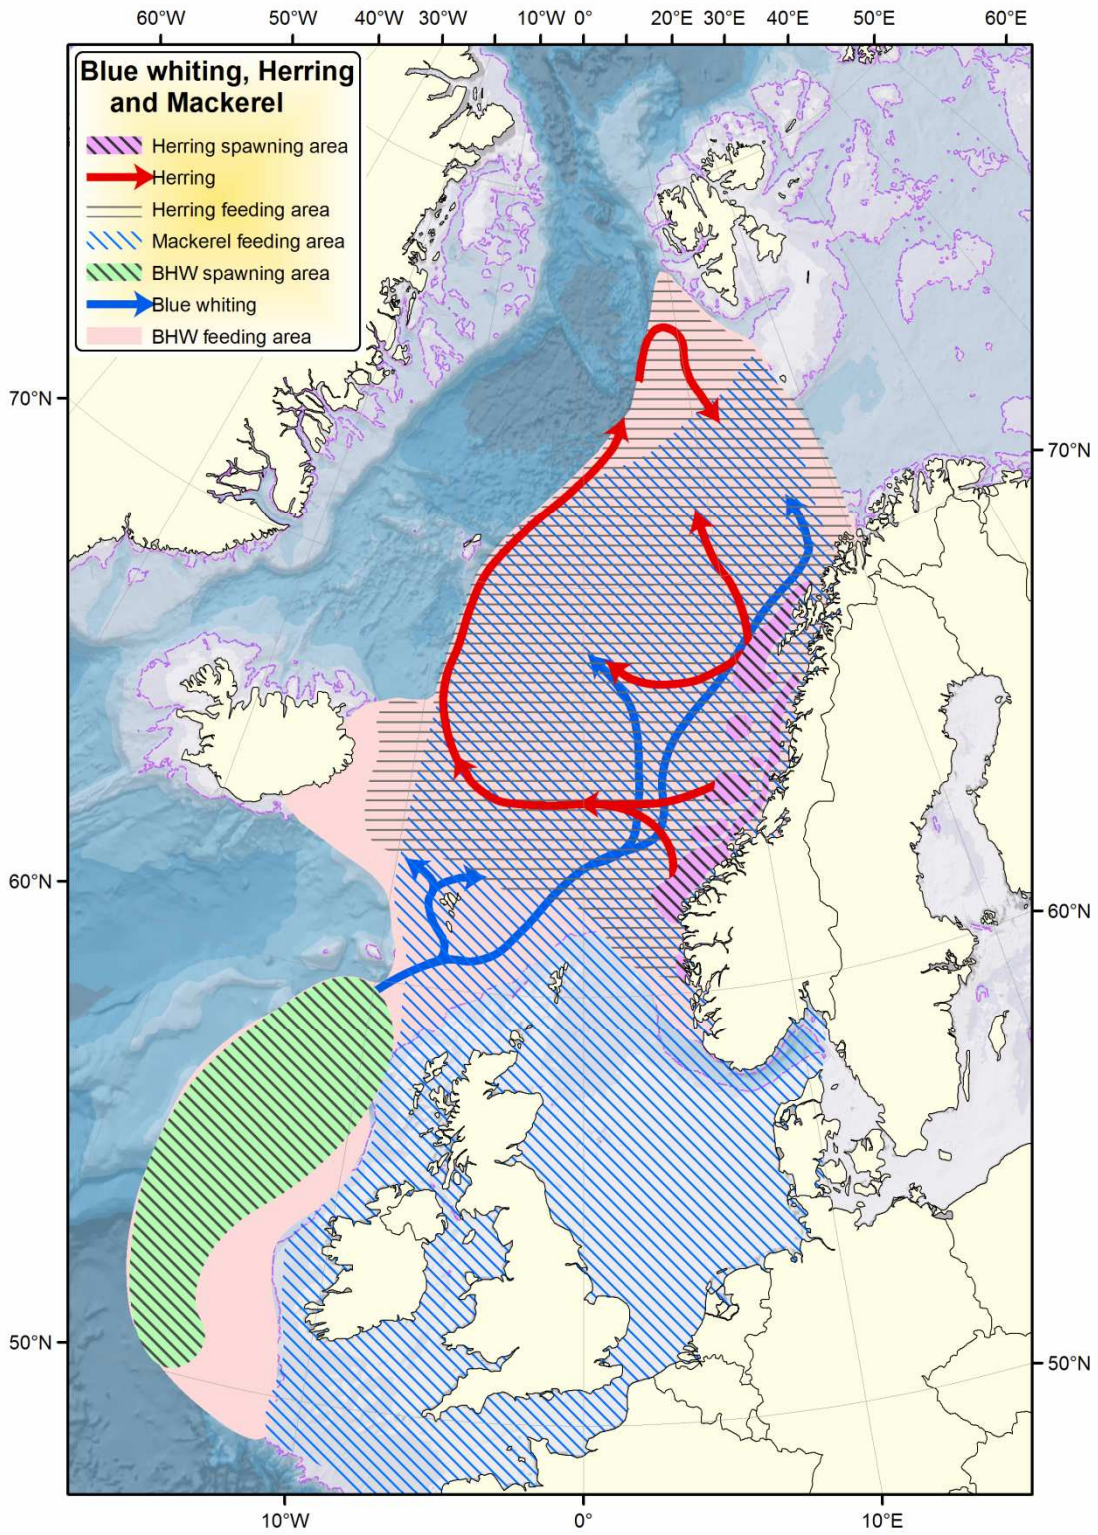 60°W 50°W 40°W 30°W 10°W 0° 20°E 30°E 40°E 50°E 60°E
Blue whiting, Herring
and Mackerel
Herring spawning area
Herring
Herring feeding area
Mackerel feeding area
BHW spawning area
Blue whiting
BHW feeding area
70°N
70°N
60°N
60°N
50°N
50°N
10°W 0° 10°E